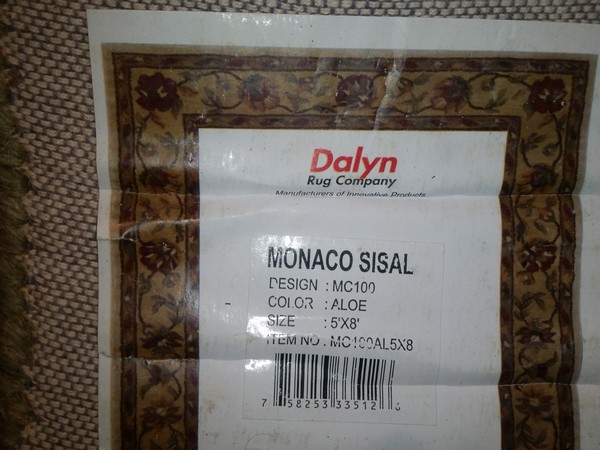 Dalyn
Rug Company
Manufacturers of Innovative Products
MONACO SISAL
DESIGN : MC100
COLOR : ALOE
SIZE : 5'X8'
ITEM NO : MC100AL5X8
7 58253 33512